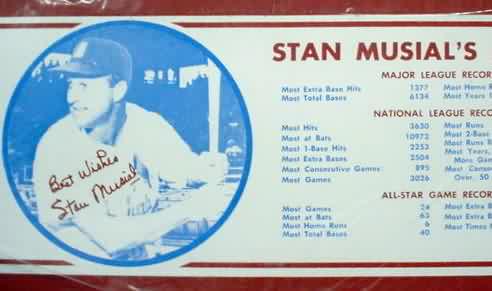 Best Wishes
Stan Musial
STAN MUSIAL'S
MAJOR LEAGUE RECOR
Most Extra Base Hits 1377
Most Total Bases 6134
Most Home R
Most Years
NATIONAL LEAGUE RECO
Most Hits 3630
Most at Bats 10972
Most 1-Base Hits 2253
Most Extra Bases 2504
Most Consecutive Games 895
Most Games 3026
Most Runs
Most 2-Base
Most Runs B
Most Years,
More Gam
Most Consec
Over 50
ALL-STAR GAME RECOR
Most Games 24
Most at Bats 63
Most Home Runs 6
Most Total Bases 40
Most Extra B
Most Extra B
Most Times